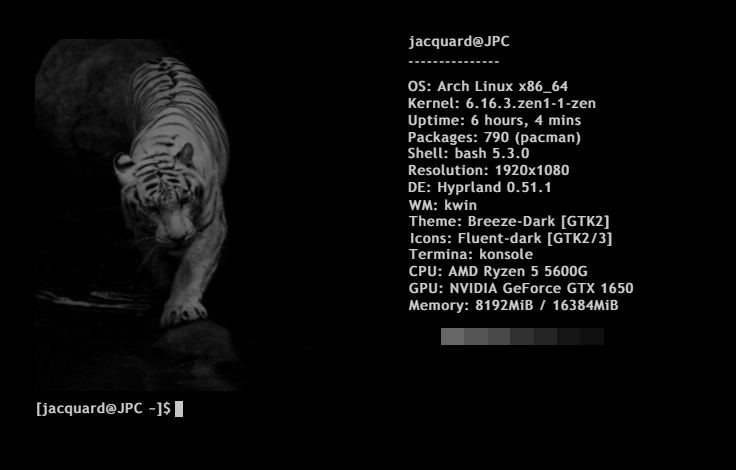 jacquard@JPC
---------------
OS: Arch Linux x86_64
Kernel: 6.16.3.zen1-1-zen
Uptime: 6 hours, 4 mins
Packages: 790 (pacman)
Shell: bash 5.3.0
Resolution: 1920x1080
DE: Hyprland 0.51.1
WM: kwin
Theme: Breeze-Dark [GTK2]
Icons: Fluent-dark [GTK2/3]
Termina: konsole
CPU: AMD Ryzen 5 5600G
GPU: NVIDIA GeForce GTX 1650
Memory: 8192MiB / 16384MiB
[jacquard@JPC ~]$